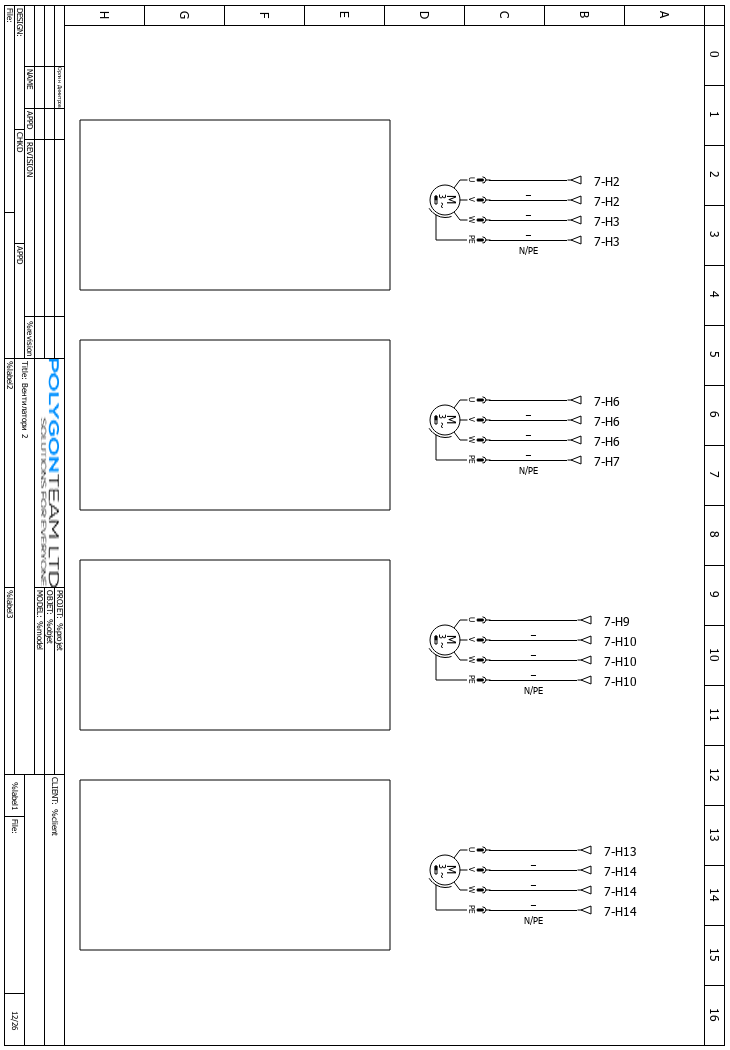 H
G
F
E
D
C
B
A
0
1
2
3
4
5
6
7
8
9
10
11
12
13
14
15
16
7-H2
7-H2
7-H3
7-H3
U
V
W
PE
M
3 ~
N/PE
7-H6
7-H6
7-H6
7-H7
U
V
W
PE
M
3 ~
N/PE
7-H9
7-H10
7-H10
7-H10
U
V
W
PE
M
3 ~
N/PE
7-H13
7-H14
7-H14
7-H14
U
V
W
PE
M
3 ~
N/PE
NAME
APPD
REVISION
%revision
DESIGN:
CHKD
APPD
File:
POLYGONTEAM LTD
SOLUTIONS FOR EVERYONE
Title: Вентилатори 2
%label2
PROJET: %projet
OBJET: %objet
MODEL: %model
%label3
CLIENT: %client
%label1
File:
12/26